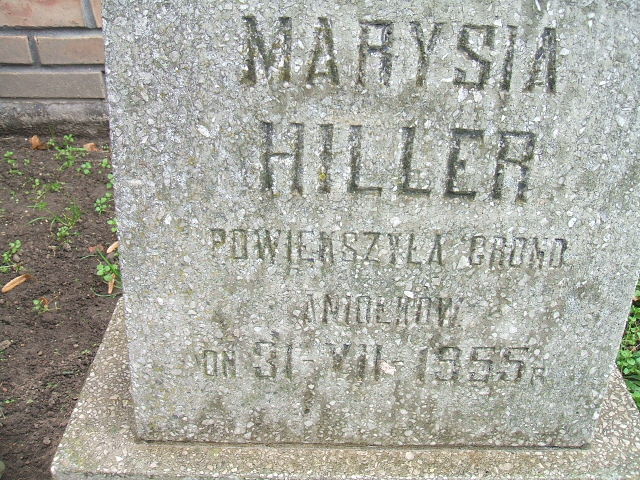 MARYSIA
HILLER
POWIĘKSZYŁA GRONO
ANIOŁKÓW
DN 31-VII-1955 R